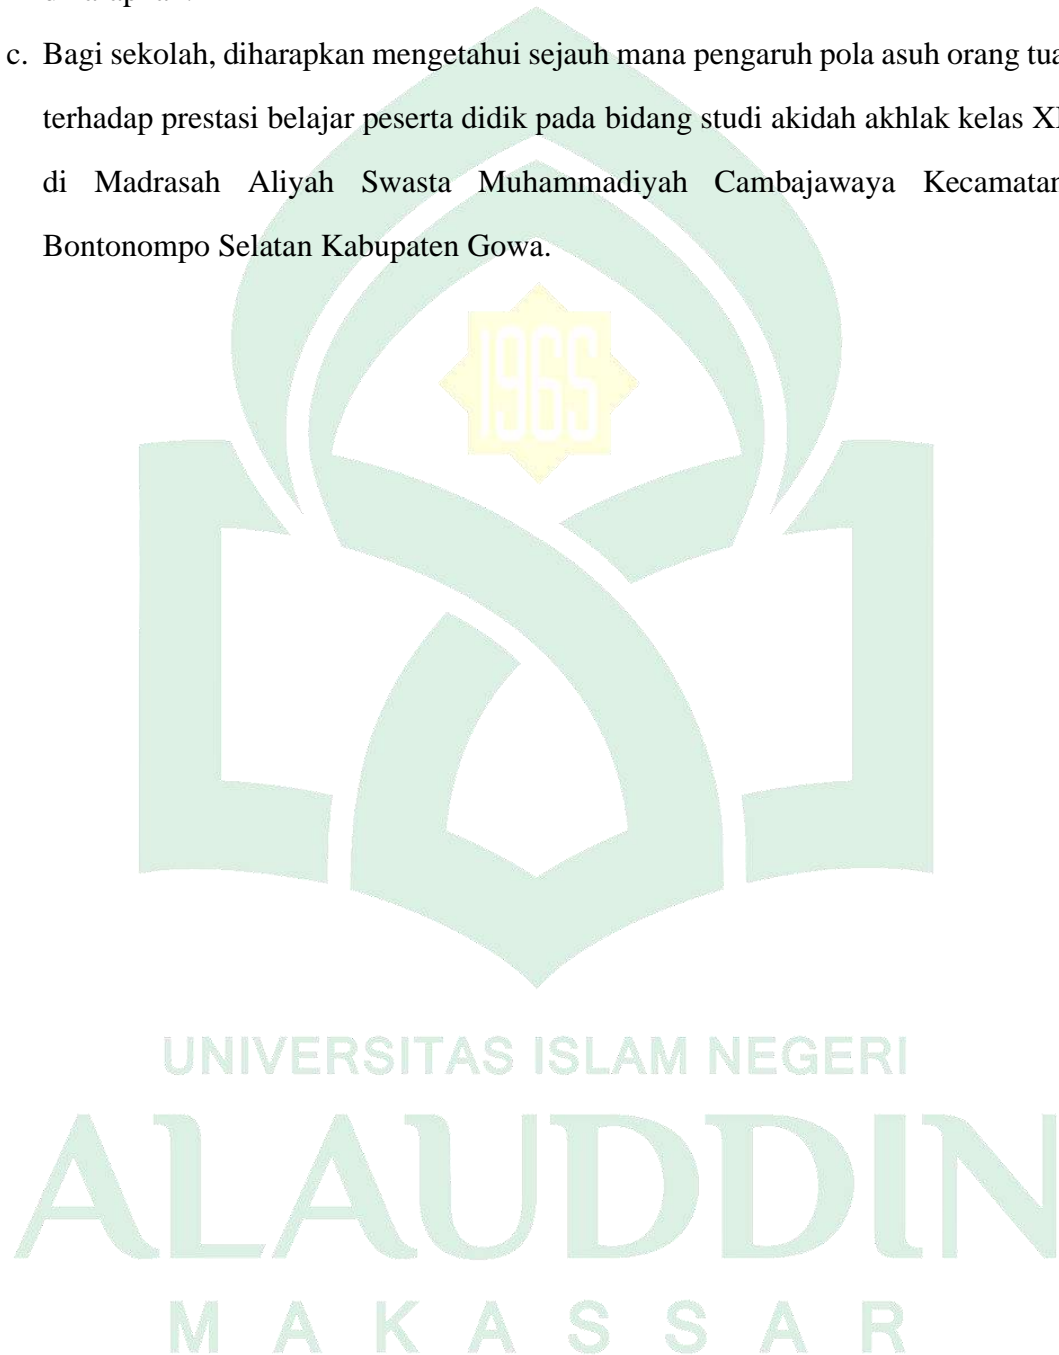 c. Bagi sekolah, diharapkan mengetahui sejauh mana pengaruh pola asuh orang tua
terhadap prestasi belajar peserta didik pada bidang studi akidah akhlak kelas XI
di Madrasah Aliyah Swasta Muhammadiyah Cambajawaya Kecamatan
Bontonompo Selatan Kabupaten Gowa.
1965
UNIVERSITAS ISLAM NEGERI
ALAUDDIN
MAKASSAR